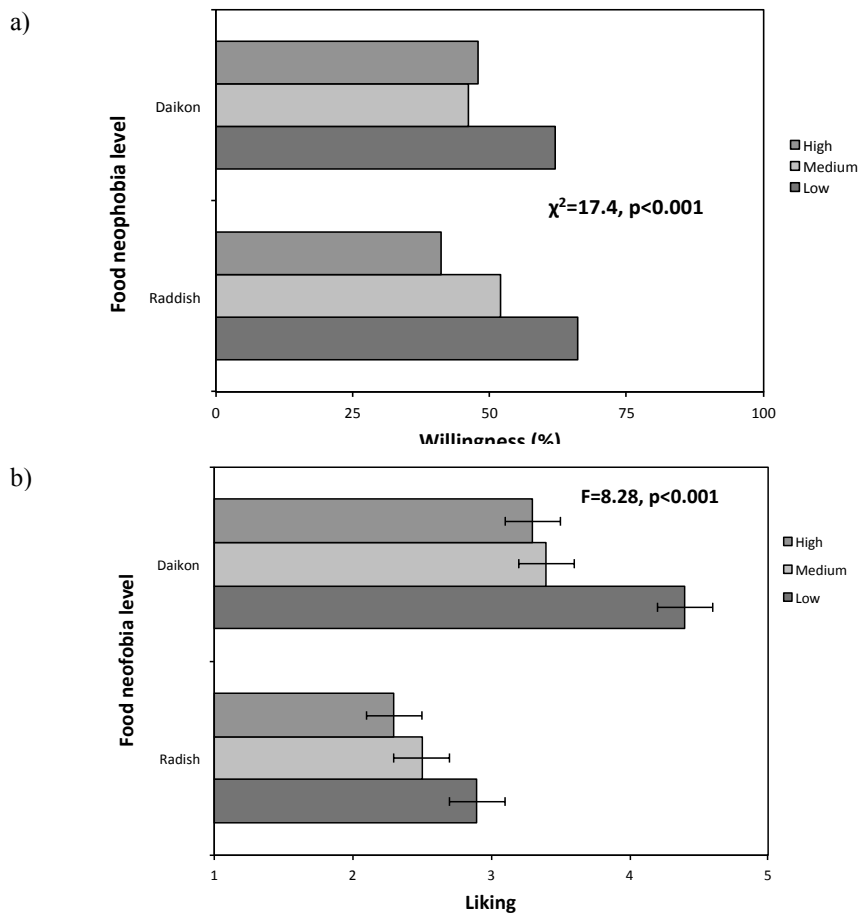 a)
Food neophobia level
Daikon
Raddish
High
Medium
Low
χ²=17.4, p<0.001
0 25 50 75 100
Willingness (%)
b)
Food neofobia level
Daikon
Radish
F=8.28, p<0.001
High
Medium
Low
1 2 3 4 5
Liking